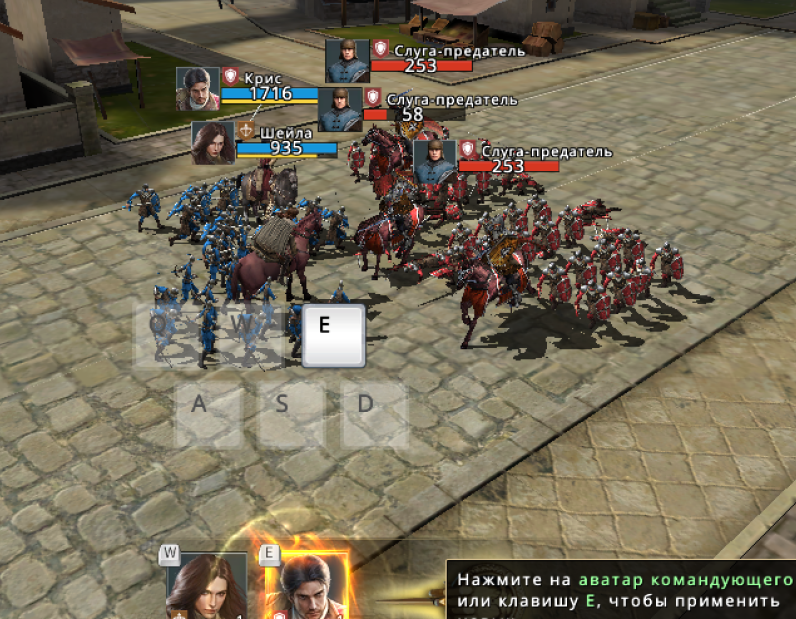 Слуга-предатель
253
Крис
1716
Слуга-предатель
58
Шейла
935
Слуга-предатель
253
Q W E
A S D
W E
Нажмите на аватар командующего
или клавишу E, чтобы применить